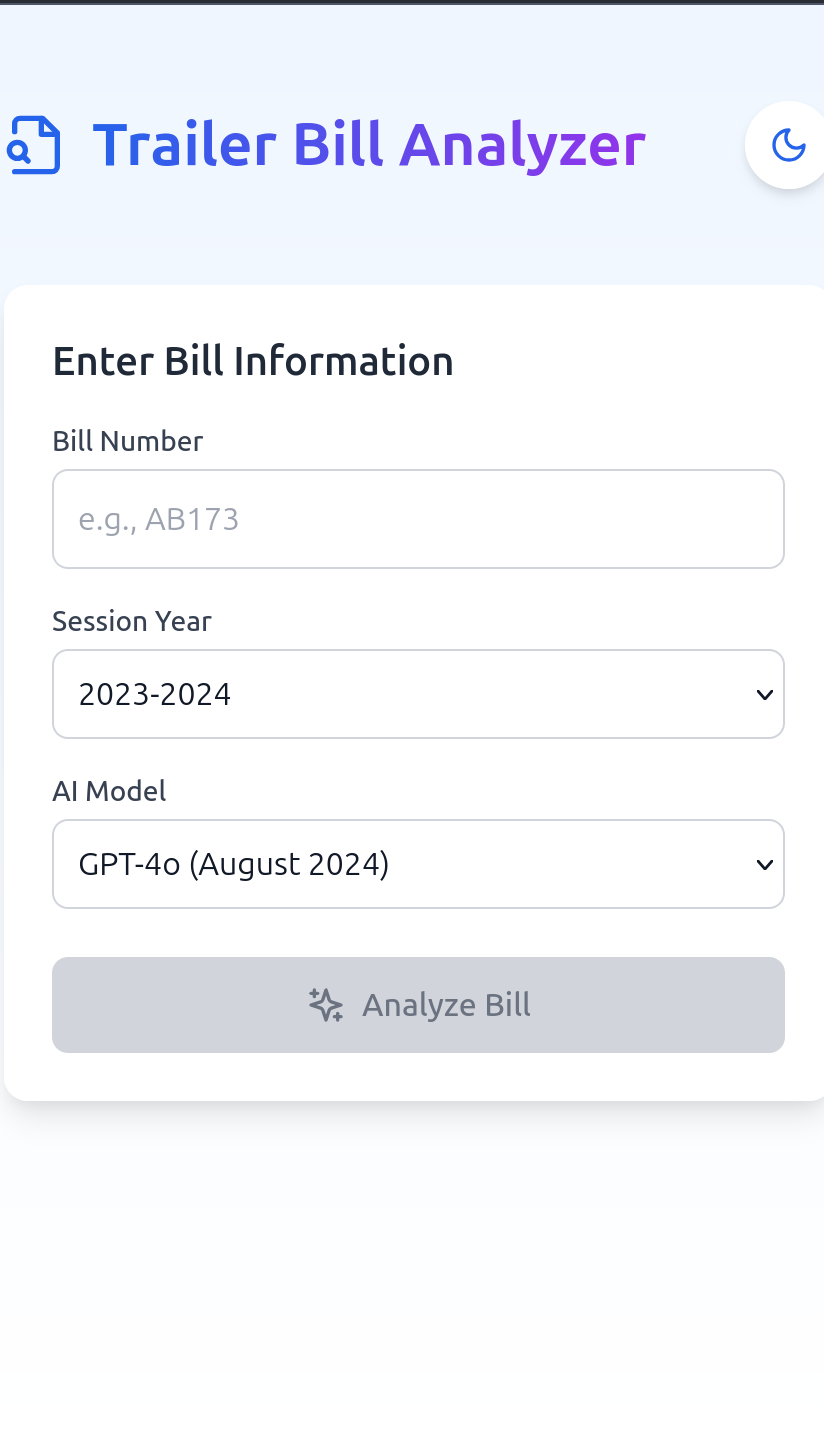 Trailer Bill Analyzer
Enter Bill Information
Bill Number
e.g., AB173
Session Year
2023-2024
AI Model
GPT-4o (August 2024)
Analyze Bill